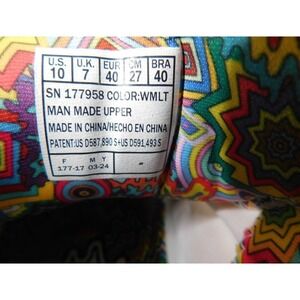 U.S. U.K. EUR CM BRA
10 7 40 27 40
SN 177958 COLOR:WMLT
MAN MADE UPPER
MADE IN CHINA/HECHO EN CHINA
PATENT:US D587,890 S+US D591,493 S
F M Y
177-17 03-24 -